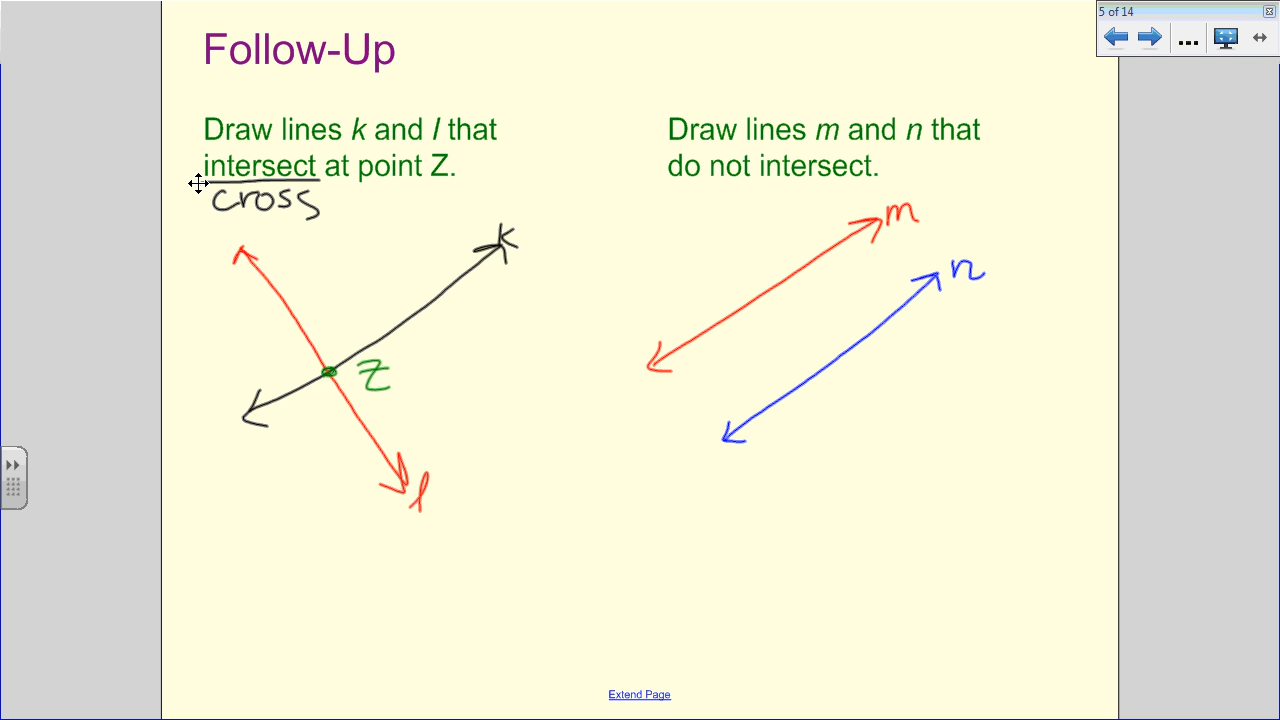 5 of 14
Follow-Up
Draw lines k and l that
intersect at point Z.
cross
k
Z
l
Draw lines m and n that
do not intersect.
m
n
Extend Page